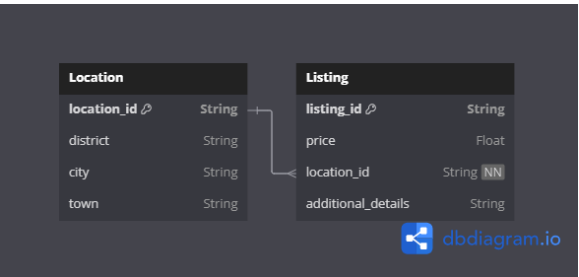 Location
location_id String
district String
city String
town String
Listing
listing_id String
price Float
location_id String NN
additional_details String
dbdiagram.io